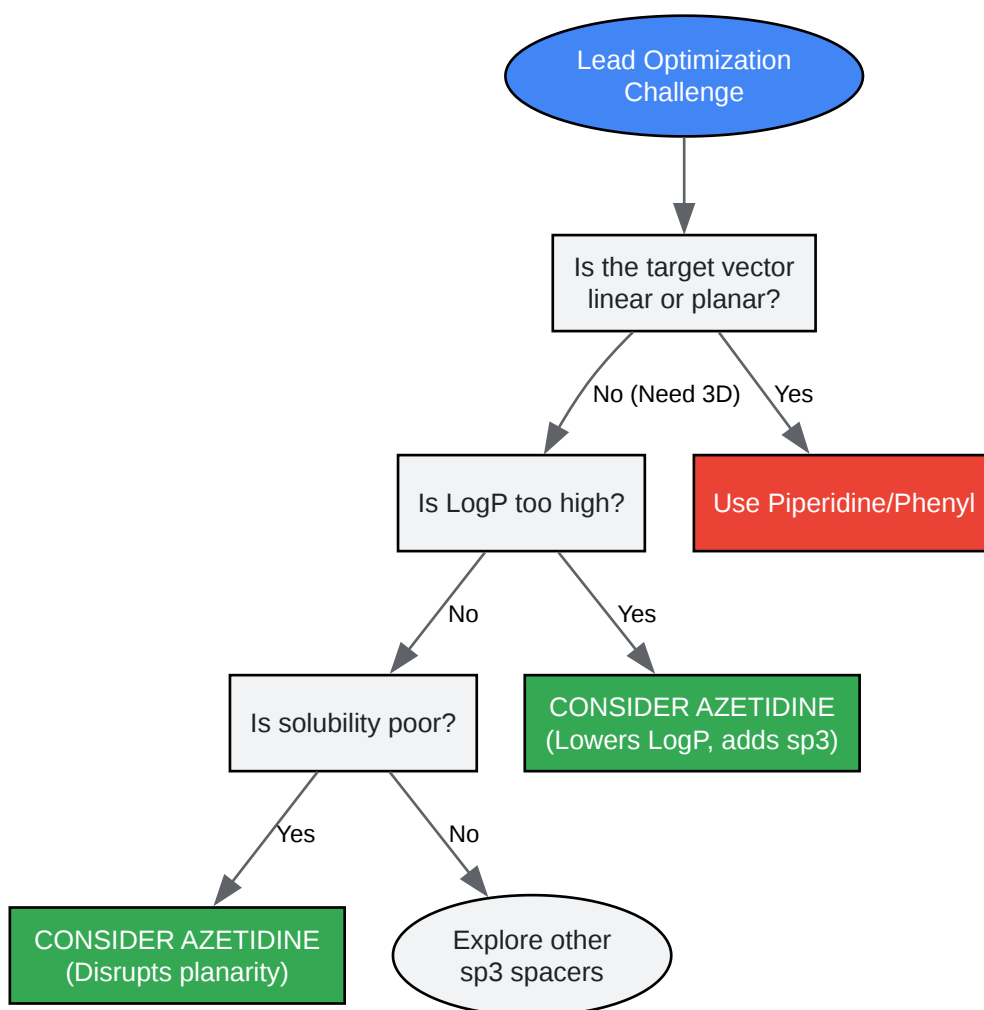 Lead Optimization
Challenge
Is the target vector
linear or planar?
No (Need 3D)
Yes
Is LogP too high?
Use Piperidine/Phenyl
No
Yes
Is solubility poor?
CONSIDER AZETIDINE
(Lowers LogP, adds sp3)
Yes
No
CONSIDER AZETIDINE
(Disrupts planarity)
Explore other
sp3 spacers